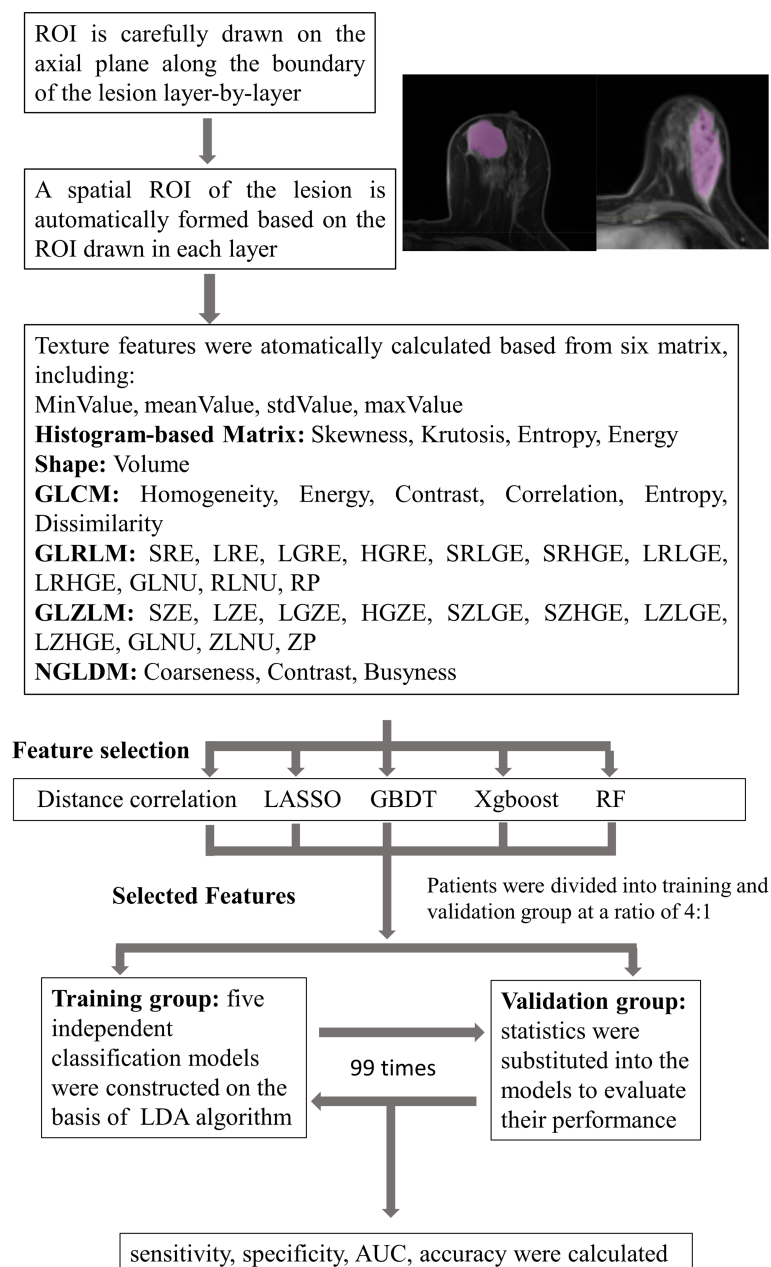 ROI is carefully drawn on the
axial plane along the boundary
of the lesion layer-by-layer
A spatial ROI of the lesion is
automatically formed based on the
ROI drawn in each layer
Texture features were atomatically calculated based from six matrix,
including:
MinValue, meanValue, stdValue, maxValue
Histogram-based Matrix: Skewness, Krutosis, Entropy, Energy
Shape: Volume
GLCM: Homogeneity, Energy, Contrast, Correlation, Entropy,
Dissimilarity
GLRLM: SRE, LRE, LGRE, HGRE, SRLGE, SRHGE, LRLGE,
LRHGE, GLNU, RLNU, RP
GLZLM: SZE, LZE, LGZE, HGZE, SZLGE, SZHGE, LZLGE,
LZHGE, GLNU, ZLNU, ZP
NGLDM: Coarseness, Contrast, Busyness
Feature selection
Distance correlation LASSO GBDT Xgboost RF
Selected Features
Patients were divided into training and
validation group at a ratio of 4:1
Training group: five
independent
classification models
were constructed on the
basis of LDA algorithm
99 times
Validation group:
statistics were
substituted into the
models to evaluate
their performance
sensitivity, specificity, AUC, accuracy were calculated